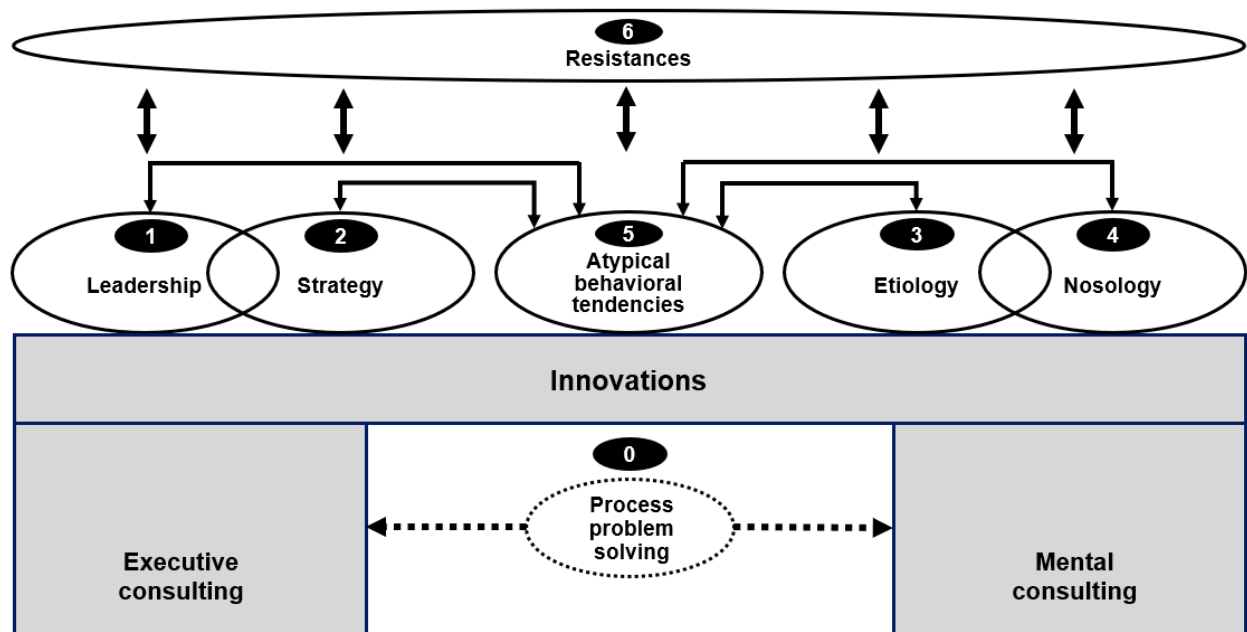 6
Resistances
1
2
5
3
4
Leadership
Strategy
Atypical
behavioral
tendencies
Etiology
Nosology
Innovations
0
Process
problem
solving
Executive
consulting
Mental
consulting